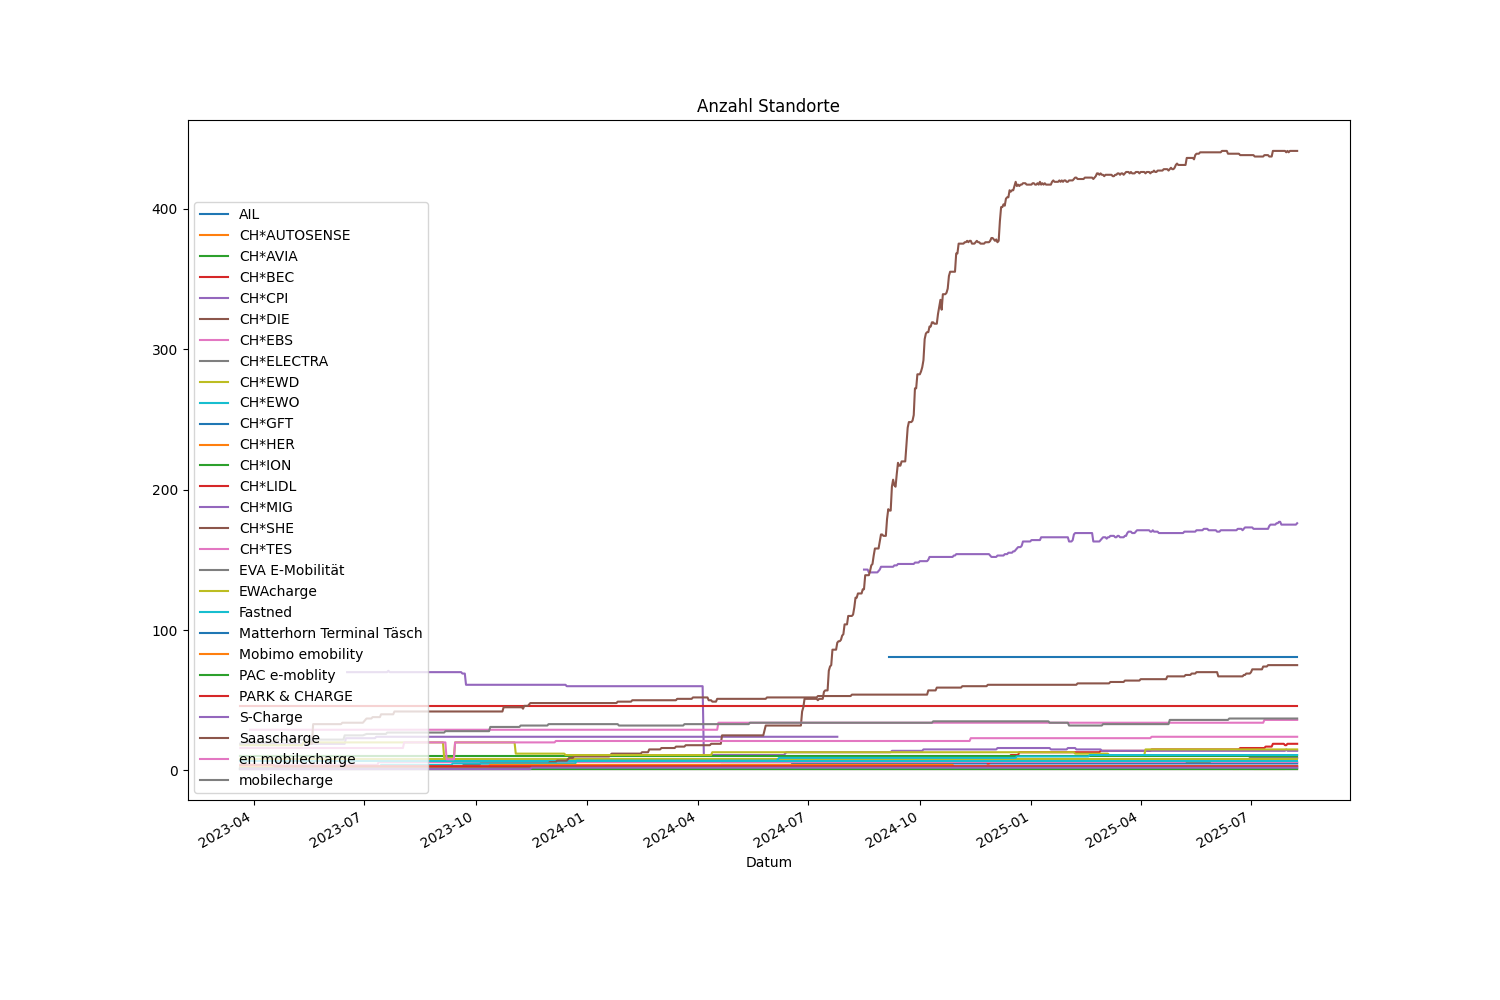 Anzahl Standorte
400
300
200
100
0
AIL
CH*AUTOSENSE
CH*AVIA
CH*BEC
CH*CPI
CH*DIE
CH*EBS
CH*ELECTRA
CH*EWD
CH*EWO
CH*GFT
CH*HER
CH*ION
CH*LIDL
CH*MIG
CH*SHE
CH*TES
EVA E-Mobilität
EWAcharge
Fastned
Matterhorn Terminal Täsch
Mobimo emobility
PAC e-moblity
PARK & CHARGE
S-Charge
Saascharge
en mobilecharge
mobilecharge
2023-04
2023-07
2023-10
2024-01
2024-04
2024-07
2024-10
2025-01
2025-04
2025-07
Datum